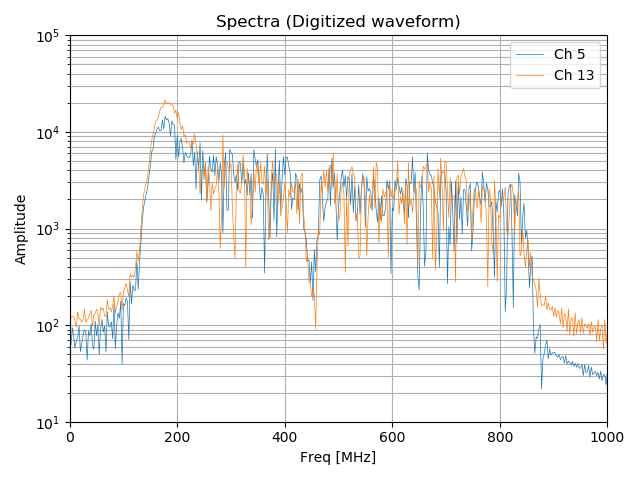 Spectra (Digitized waveform)
Ch 5
Ch 13
10^5
10^4
10^3
10^2
10^1
Amplitude
0 200 400 600 800 1000
Freq [MHz]